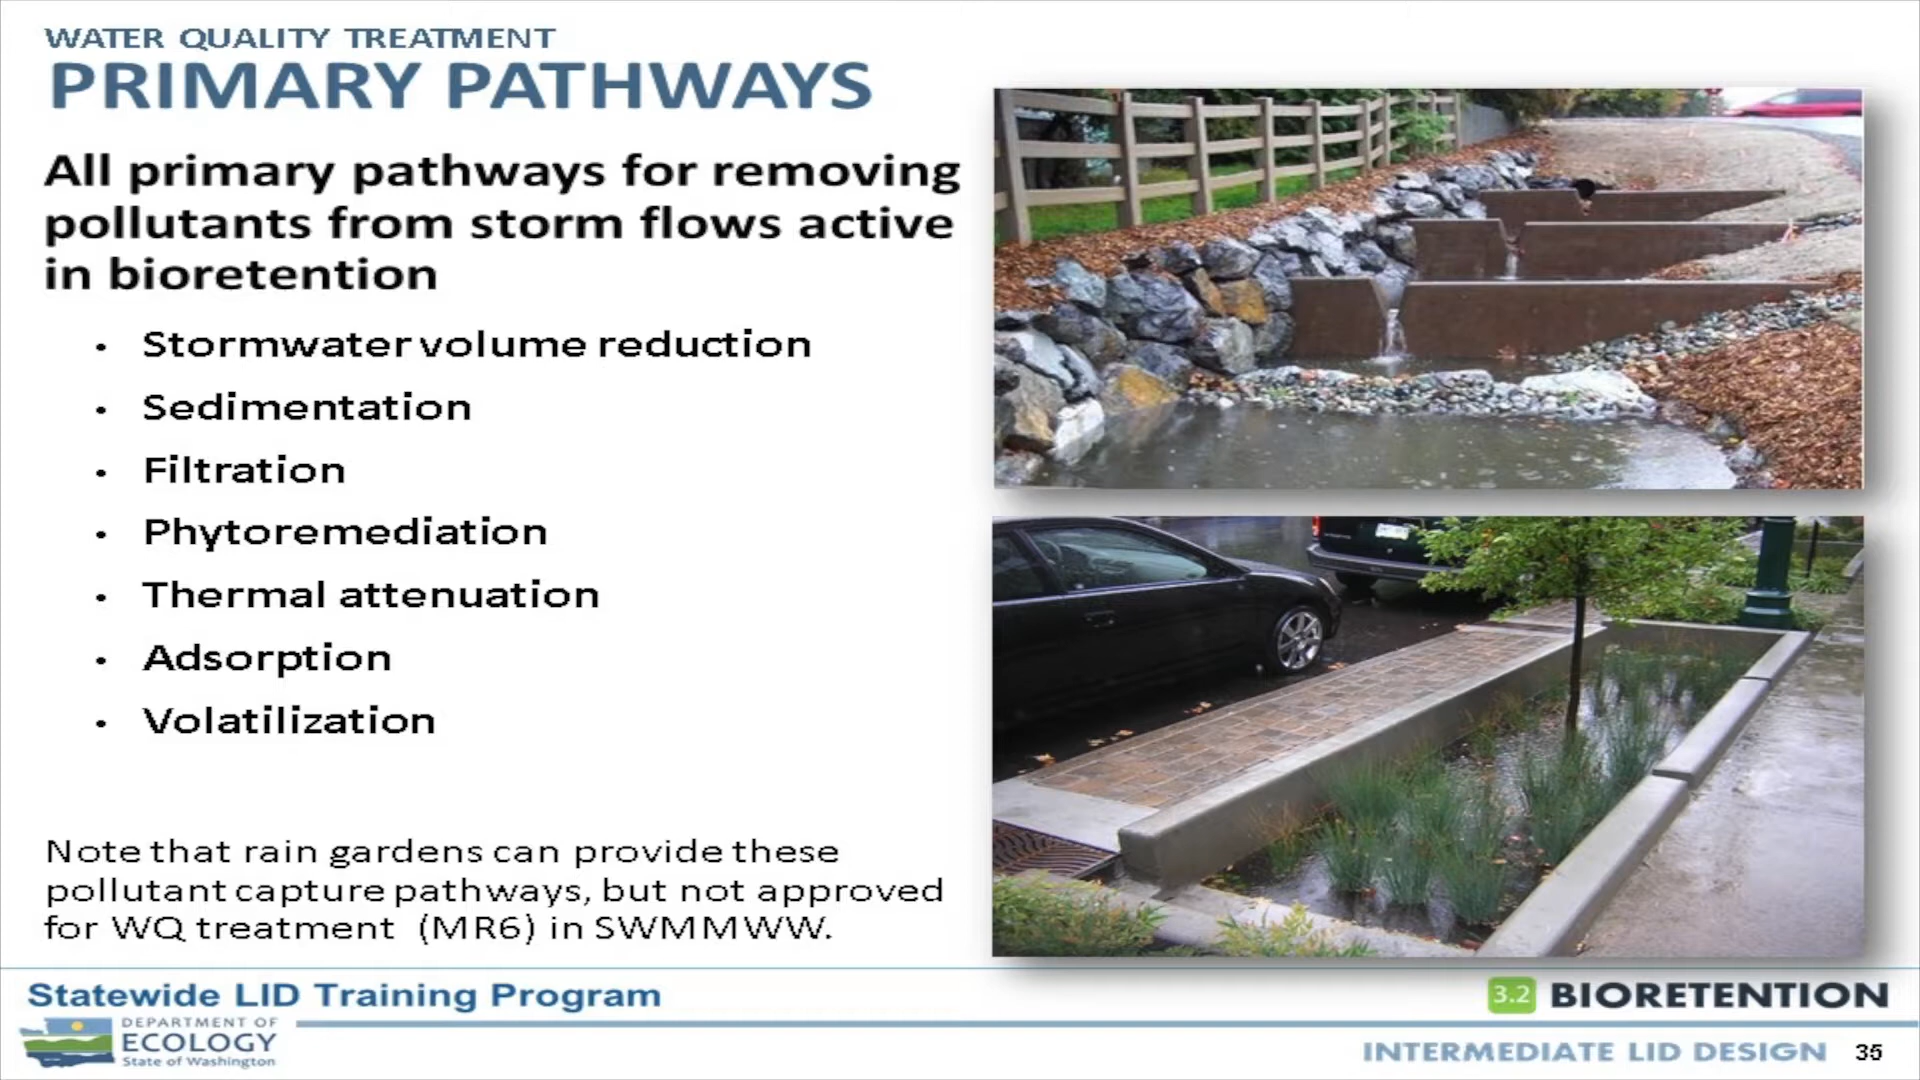 WATER QUALITY TREATMENT
PRIMARY PATHWAYS
All primary pathways for removing
pollutants from storm flows active
in bioretention
• Stormwater volume reduction
• Sedimentation
• Filtration
• Phytoremediation
• Thermal attenuation
• Adsorption
• Volatilization
Note that rain gardens can provide these
pollutant capture pathways, but not approved
for WQ treatment (MR6) in SWMMWW.
Statewide LID Training Program
DEPARTMENT OF
ECOLOGY
State of Washington
3.2 BIORETENTION
INTERMEDIATE LID DESIGN 35